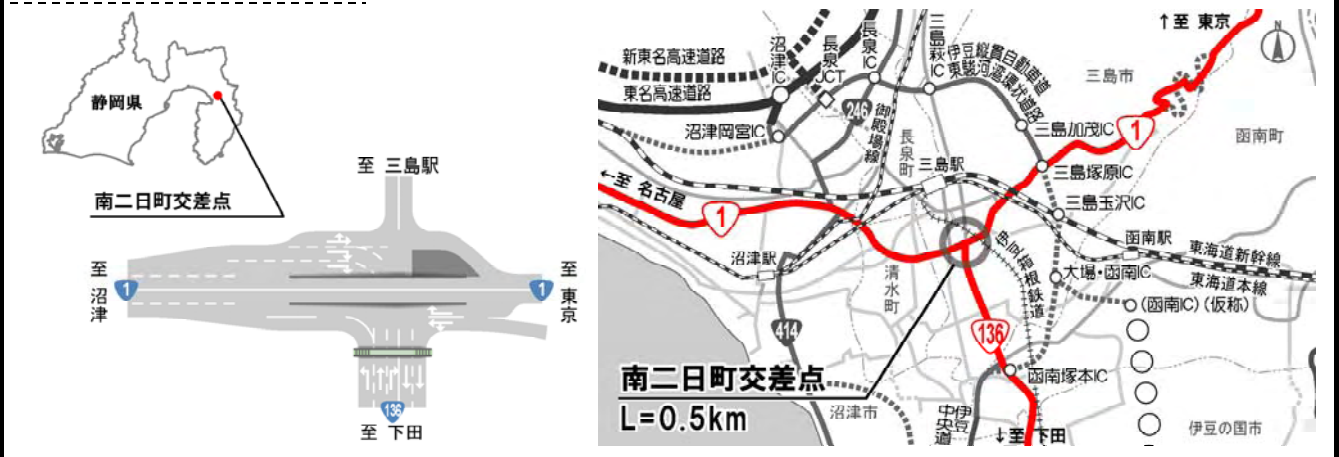 静岡県
南二日町交差点
至 三島駅
至 沼津
1
1
至 東京
136
至 下田
↑至 東京
N
新東名高速道路
東名高速道路
沼津IC
長泉JCT
長泉IC
三島萩IC
伊豆縦貫自動車道
東駿河湾環状道路
三島市
函南町
沼津岡宮IC
246
御殿場線
長泉町
三島加茂IC
1
三島駅
三島塚原IC
←至 名古屋
1
三島玉沢IC
沼津駅
清水町
西豆箱根鉄道
函南駅
東海道新幹線
東海道本線
大場・函南IC
(函南IC)(仮称)
414
136
函南塚本IC
南二日町交差点
L=0.5km
沼津市
伊豆中央道
↓至 下田
伊豆の国市